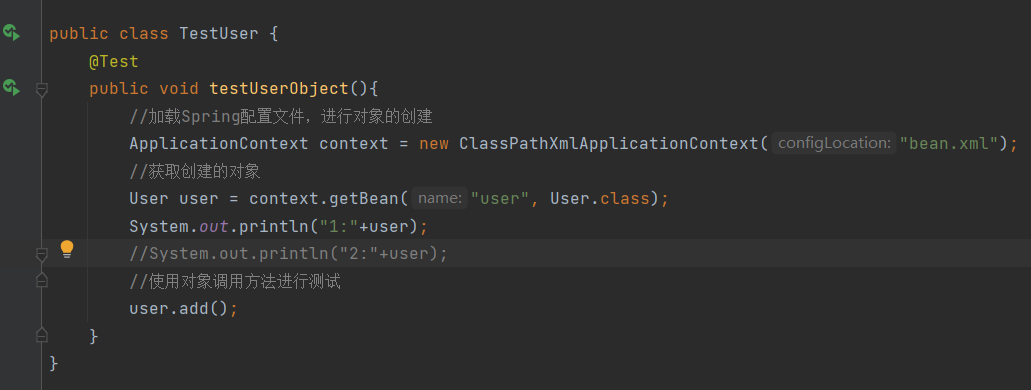 public class TestUser {
@Test
public void testUserObject(){
//加载Spring配置文件，进行对象的创建
ApplicationContext context = new ClassPathXmlApplicationContext( configLocation: "bean.xml");
//获取创建的对象
User user = context.getBean( name: "user", User.class);
System.out.println("1:"+user);
//System.out.println("2:"+user);
//使用对象调用方法进行测试
user.add();
}
}